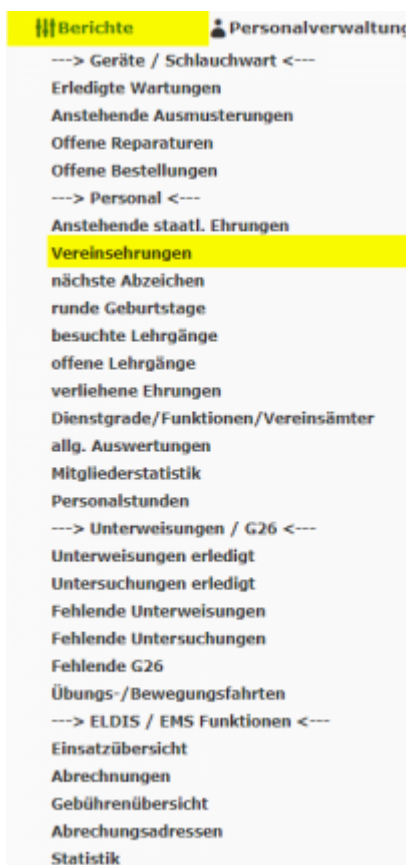 Berichte Personalverwaltung
---> Geräte / Schlauchwart <---
Erledigte Wartungen
Anstehende Ausmusterungen
Offene Reparaturen
Offene Bestellungen
---> Personal <---
Anstehende staatl. Ehrungen
Vereinsehrungen
nächste Abzeichen
runde Geburtstage
besuchte Lehrgänge
offene Lehrgänge
verliehene Ehrungen
Dienstgrade/Funktionen/Vereinsämter
allg. Auswertungen
Mitgliederstatistik
Personalstunden
---> Unterweisungen / G26 <---
Unterweisungen erledigt
Untersuchungen erledigt
Fehlende Unterweisungen
Fehlende Untersuchungen
Fehlende G26
Übungs-/Bewegungsfahrten
---> ELDIS / EMS Funktionen <---
Einsatzübersicht
Abrechnungen
Gebührenübersicht
Abrechungsadressen
Statistik